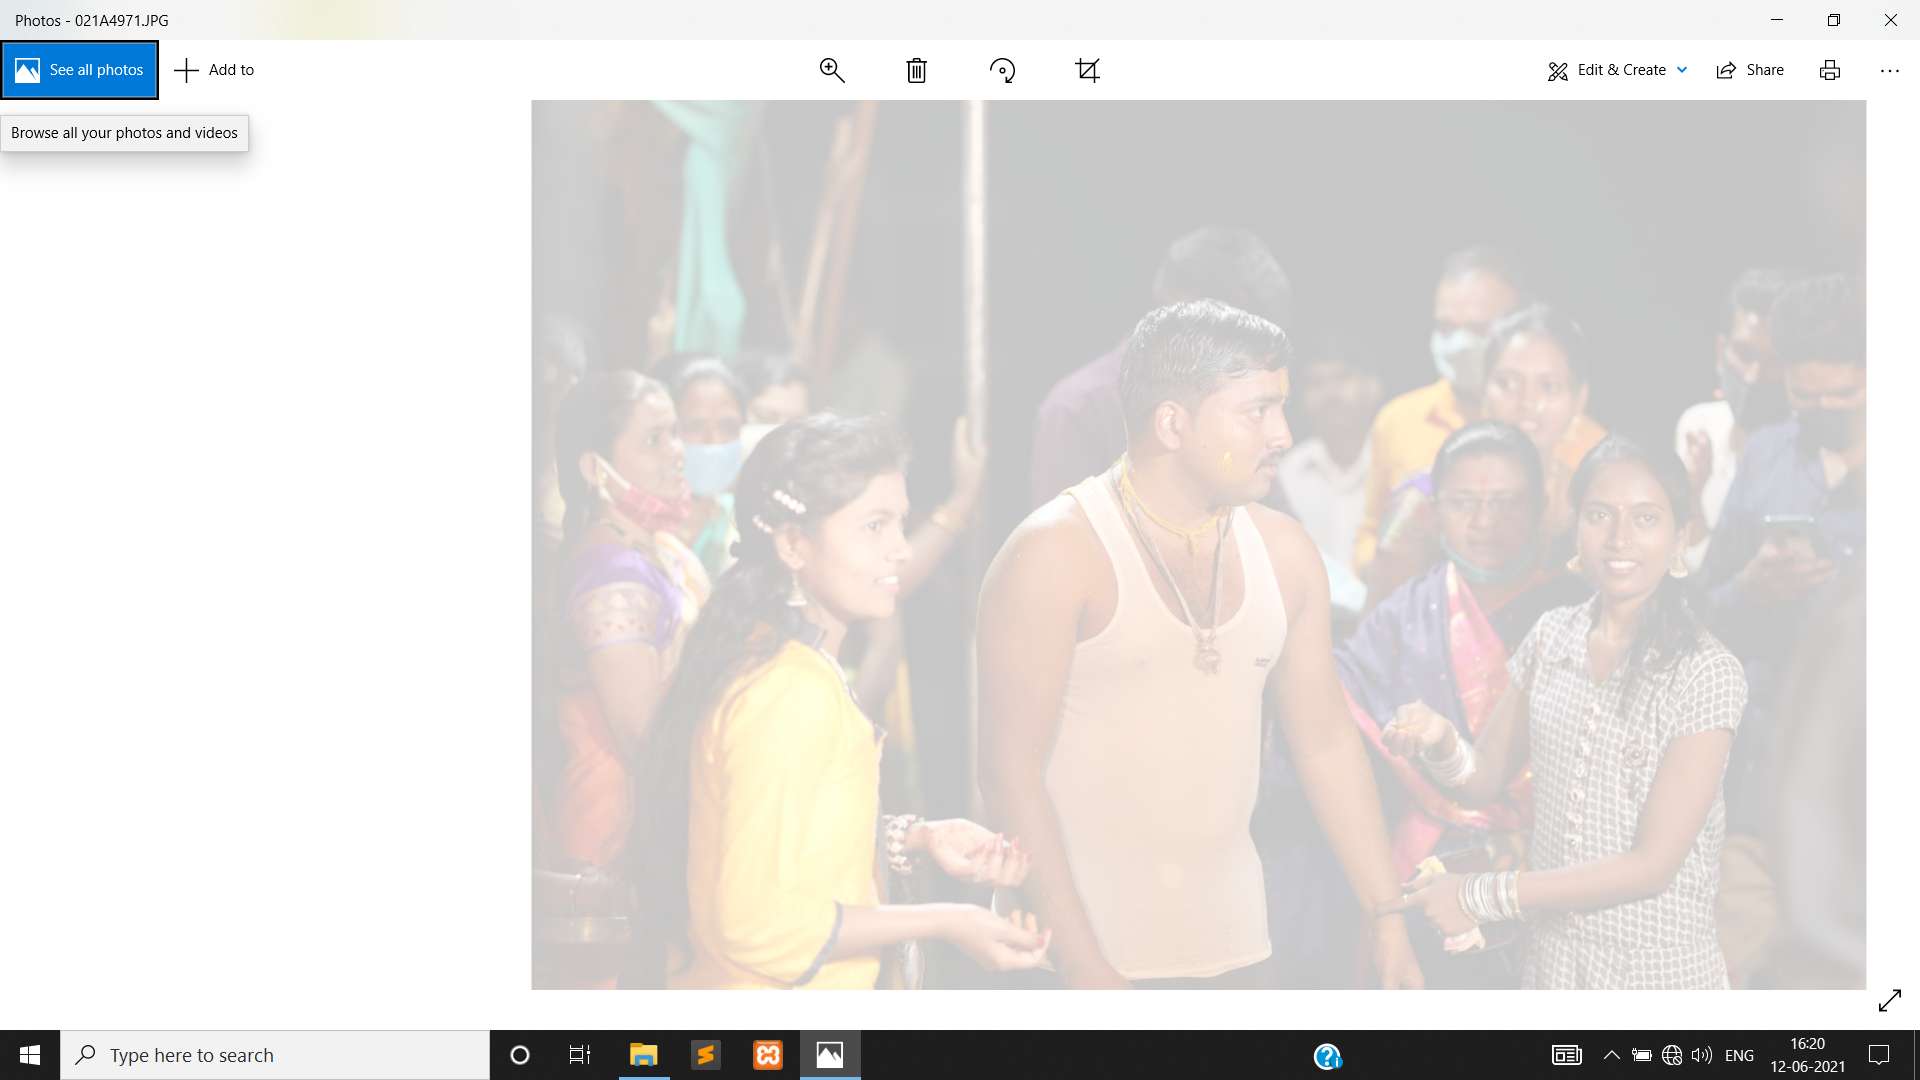 Photos - 021A4971.JPG
See all photos
Add to
Edit & Create
Share
Browse all your photos and videos
Type here to search
ENG
16:20
12-06-2021